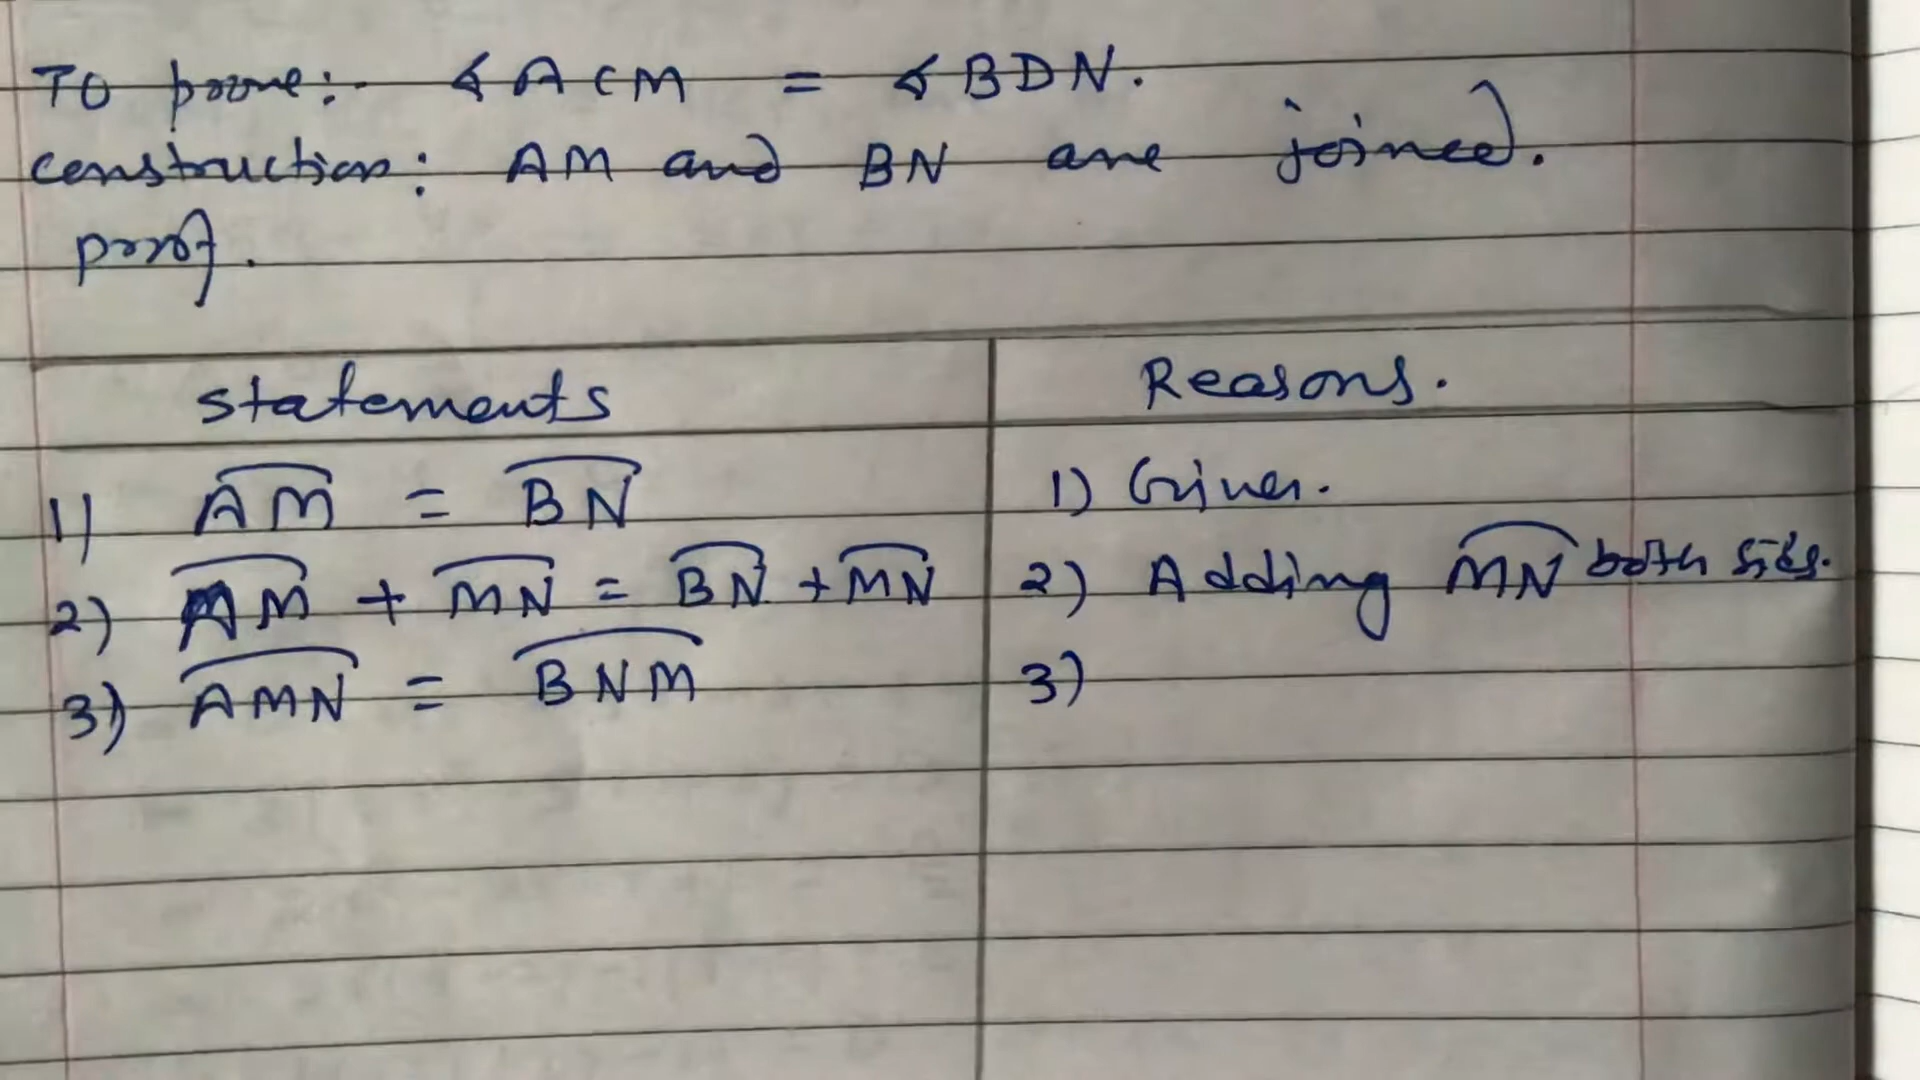 To prove:- ∠ACM = ∠BDN.
construction: AM and BN are joined.
proof.
statements Reasons.
1) AM = BN 1) Given.
2) AM + MN = BN + MN 2) Adding MN both sides.
3) AMN = BNM 3)